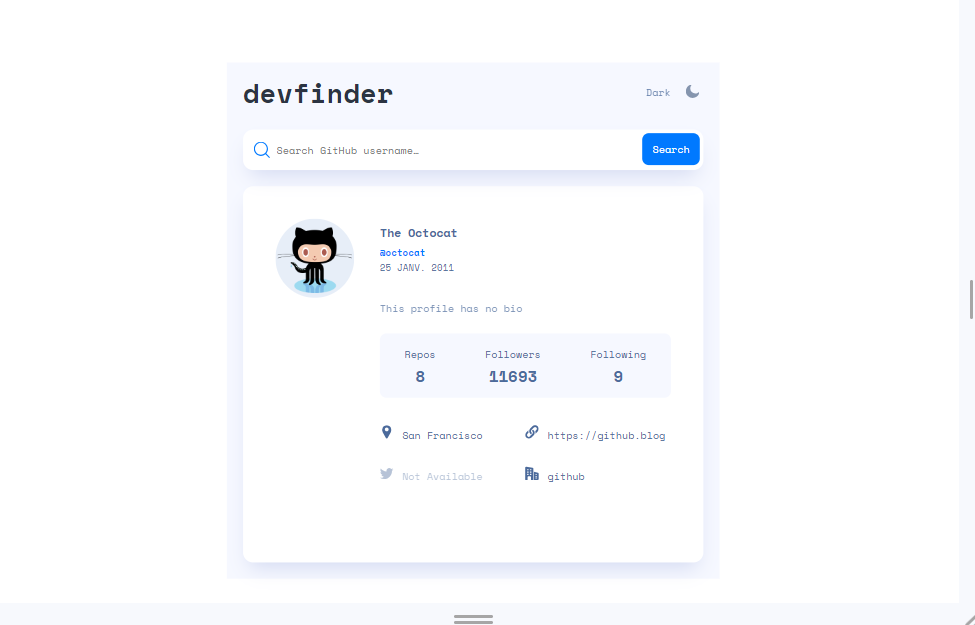 devfinder
Dark
Search GitHub username…
Search
The Octocat
@octocat
25 JANV. 2011
This profile has no bio
Repos Followers Following
8 11693 9
San Francisco https://github.blog
Not Available github